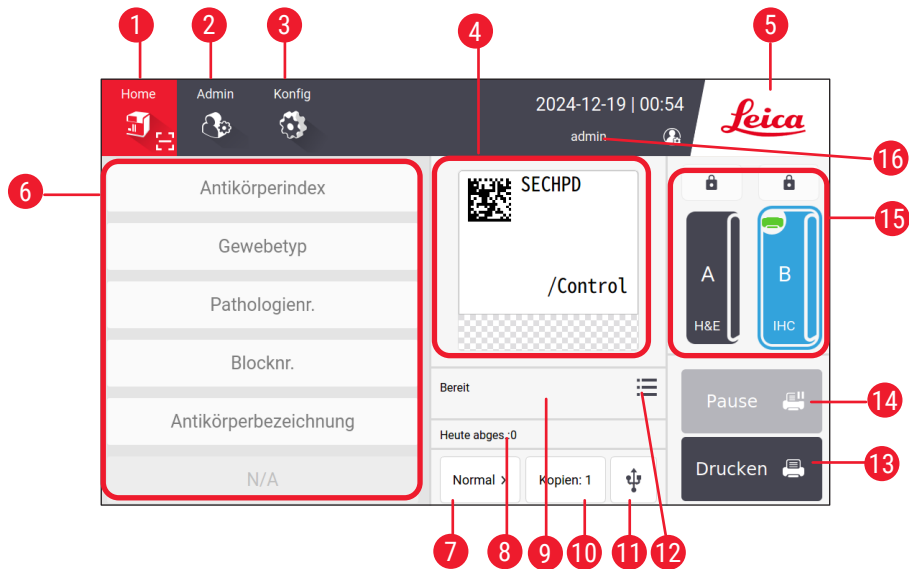 1
2
3
4
5
Home
Admin
Konfig
2024-12-19 | 00:54
admin
Leica
16
6
Antikörperindex
Gewebetyp
Pathologienr.
Blocknr.
Antikörperbezeichnung
N/A
SECHPD
/Control
15
A
H&E
B
IHC
Bereit
Heute abges.:0
Normal >
Kopien: 1
Pause
14
Drucken
13
7
8
9
10
11
12